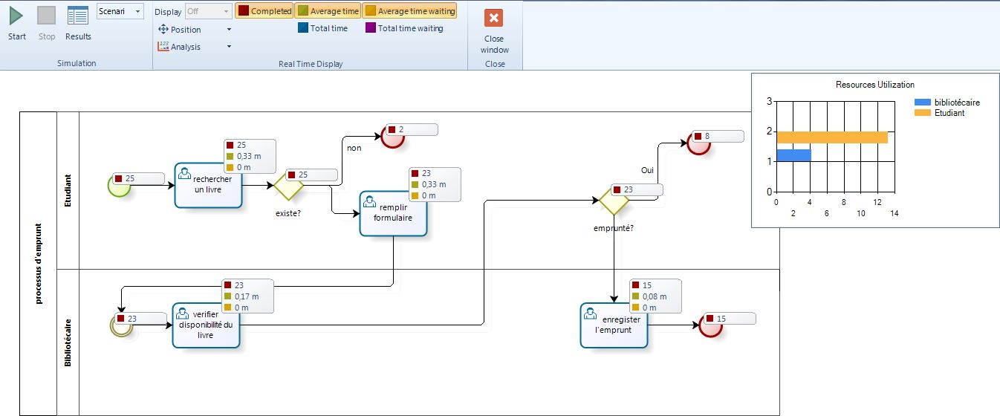 Start
Stop
Results
Scenari
Simulation
Display
Off
Position
Analysis
Completed
Average time
Average time waiting
Total time
Total time waiting
Real Time Display
Close
window
Close
Resources Utilization
bibliotécaire
Etudiant
3
2
1
0
0
4
8
12
2
6
10
14
processus d'emprunt
Etudiant
25
25
0,33 m
0 m
rechercher
un livre
25
existe?
non
2
23
0,33 m
0 m
remplir
formulaire
23
emprunté?
Oui
8
Bibliotécaire
23
23
0,17 m
0 m
verifier
disponibilité du
livre
15
0,08 m
0 m
enregister
l'emprunt
15